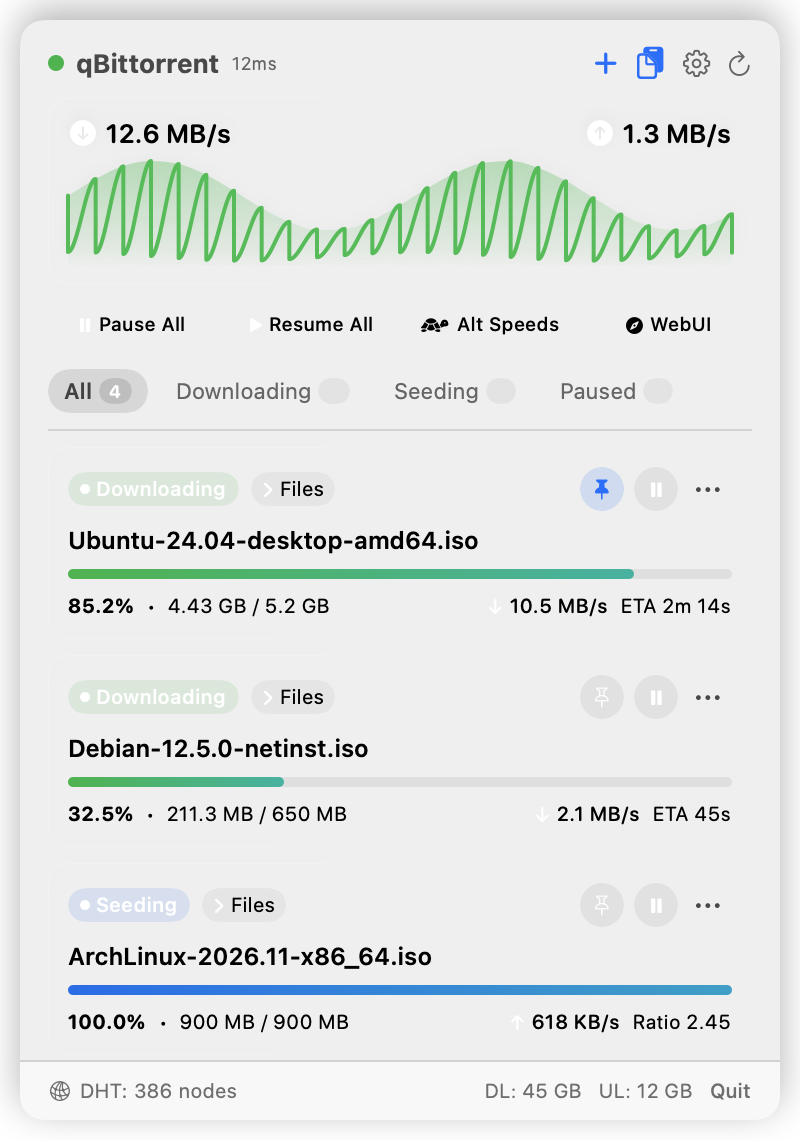 qBittorrent 12ms
12.6 MB/s 1.3 MB/s
Pause All Resume All Alt Speeds WebUI
All 4 Downloading Seeding Paused
Downloading Files
Ubuntu-24.04-desktop-amd64.iso
85.2% · 4.43 GB / 5.2 GB 10.5 MB/s ETA 2m 14s
Downloading Files
Debian-12.5.0-netinst.iso
32.5% · 211.3 MB / 650 MB 2.1 MB/s ETA 45s
Seeding Files
ArchLinux-2026.11-x86_64.iso
100.0% · 900 MB / 900 MB 618 KB/s Ratio 2.45
DHT: 386 nodes DL: 45 GB UL: 12 GB Quit